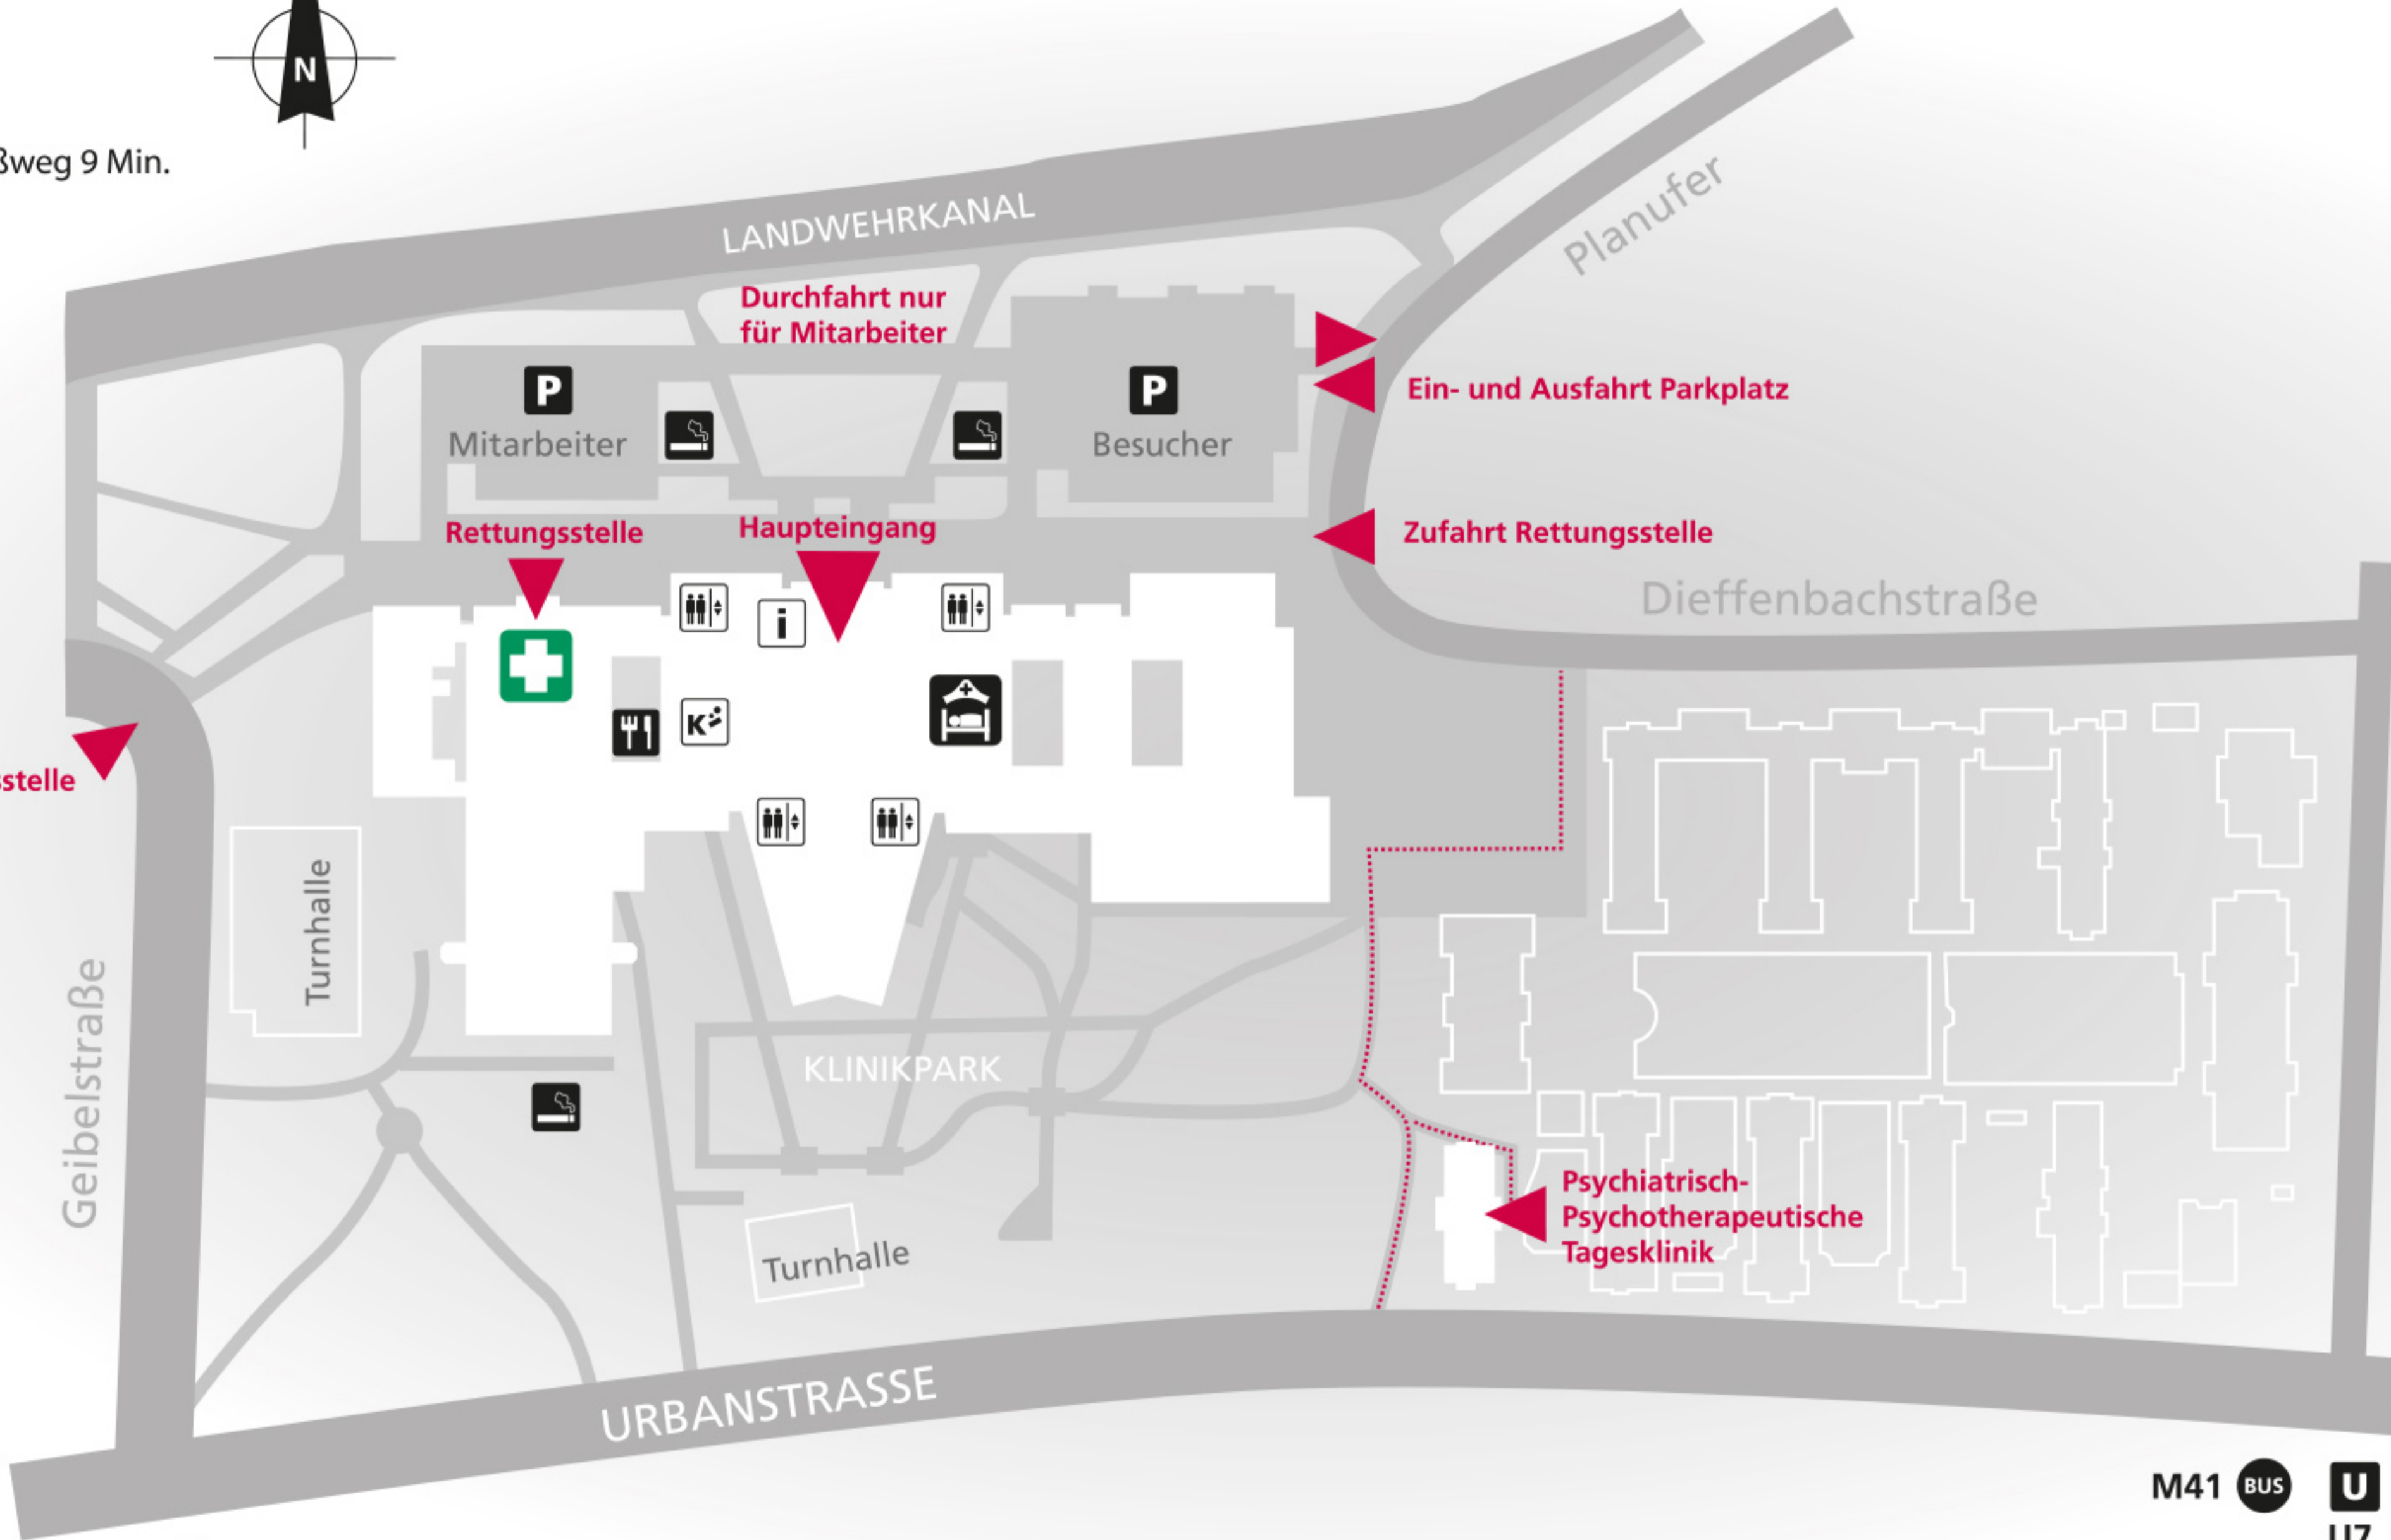 N
ßweg 9 Min.
LANDWEHRKANAL
Planufer
Durchfahrt nur
für Mitarbeiter
P
Mitarbeiter
P
Besucher
Ein- und Ausfahrt Parkplatz
Rettungsstelle
Haupteingang
Zufahrt Rettungsstelle
Dieffenbachstraße
i
K
stelle
Turnhalle
Geibelstraße
KLINIKPARK
Turnhalle
Psychiatrisch-
Psychotherapeutische
Tagesklinik
URBANSTRASSE
M41 BUS U
U7